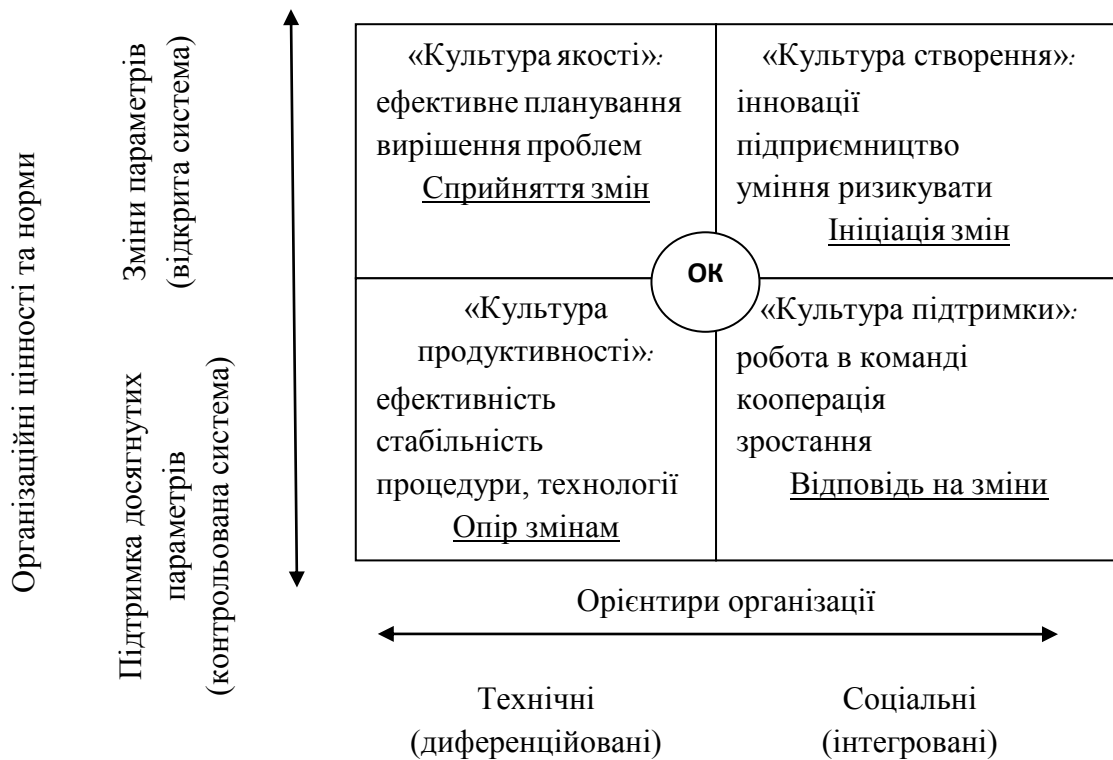 Організаційні цінності та норми
Зміни параметрів
(відкрита система)
Підтримка досягнутих
параметрів
(контрольована система)
«Культура якості»:
ефективне планування
вирішення проблем
Сприйняття змін
«Культура створення»:
інновації
підприємництво
уміння ризикувати
Ініціація змін
ОК
«Культура
продуктивності»:
ефективність
стабільність
процедури, технології
Опір змінам
«Культура підтримки»:
робота в команді
кооперація
зростання
Відповідь на зміни
Орієнтири організації
Технічні
(диференційовані)
Соціальні
(інтегровані)